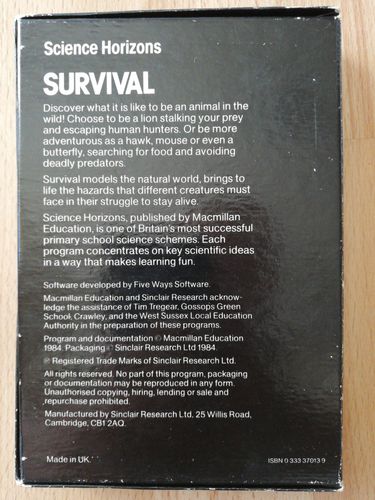 Science Horizons
SURVIVAL
Discover what it is like to be an animal in the
wild! Choose to be a lion stalking your prey
and escaping human hunters. Or be more
adventurous as a hawk, mouse or even a
butterfly, searching for food and avoiding
deadly predators.
Survival models the natural world, brings to
life the hazards that different creatures must
face in their struggle to stay alive.
Science Horizons, published by Macmillan
Education, is one of Britain's most successful
primary school science schemes. Each
program concentrates on key scientific ideas
in a way that makes learning fun.
Software developed by Five Ways Software.
Macmillan Education and Sinclair Research acknow-
ledge the assistance of Tim Tregear, Gossops Green
School, Crawley, and the West Sussex Local Education
Authority in the preparation of these programs.
Program and documentation © Macmillan Education
1984. Packaging © Sinclair Research Ltd 1984.
® Registered Trade Marks of Sinclair Research Ltd.
All rights reserved. No part of this program, packaging
or documentation may be reproduced in any form.
Unauthorised copying, hiring, lending or sale and
repurchase prohibited.
Manufactured by Sinclair Research Ltd, 25 Willis Road,
Cambridge, CB1 2AQ.
Made in UK.
ISBN 0 333 37013 9